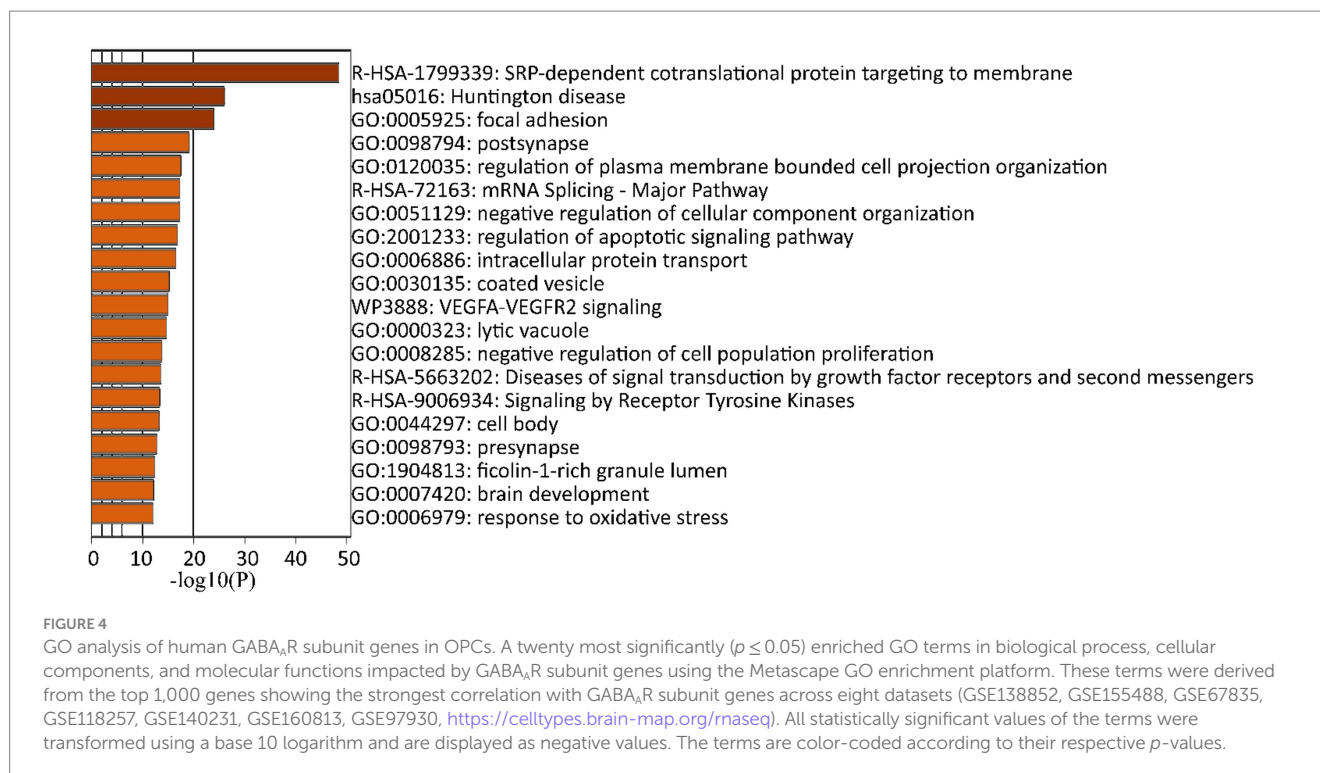 R-HSA-1799339: SRP-dependent cotranslational protein targeting to membrane
hsa05016: Huntington disease
GO:0005925: focal adhesion
GO:0098794: postsynapse
GO:0120035: regulation of plasma membrane bounded cell projection organization
R-HSA-72163: mRNA Splicing - Major Pathway
GO:0051129: negative regulation of cellular component organization
GO:2001233: regulation of apoptotic signaling pathway
GO:0006886: intracellular protein transport
GO:0030135: coated vesicle
WP3888: VEGFA-VEGFR2 signaling
GO:0000323: lytic vacuole
GO:0008285: negative regulation of cell population proliferation
R-HSA-5663202: Diseases of signal transduction by growth factor receptors and second messengers
R-HSA-9006934: Signaling by Receptor Tyrosine Kinases
GO:0044297: cell body
GO:0098793: presynapse
GO:1904813: ficolin-1-rich granule lumen
GO:0007420: brain development
GO:0006979: response to oxidative stress
0 10 20 30 40 50
-log10(P)
FIGURE 4
GO analysis of human GABA_AR subunit genes in OPCs. A twenty most significantly (p ≤ 0.05) enriched GO terms in biological process, cellular
components, and molecular functions impacted by GABA_AR subunit genes using the Metascape GO enrichment platform. These terms were derived
from the top 1,000 genes showing the strongest correlation with GABA_AR subunit genes across eight datasets (GSE138852, GSE155488, GSE67835,
GSE118257, GSE140231, GSE160813, GSE97930, https://celltypes.brain-map.org/rnaseq). All statistically significant values of the terms were
transformed using a base 10 logarithm and are displayed as negative values. The terms are color-coded according to their respective p-values.